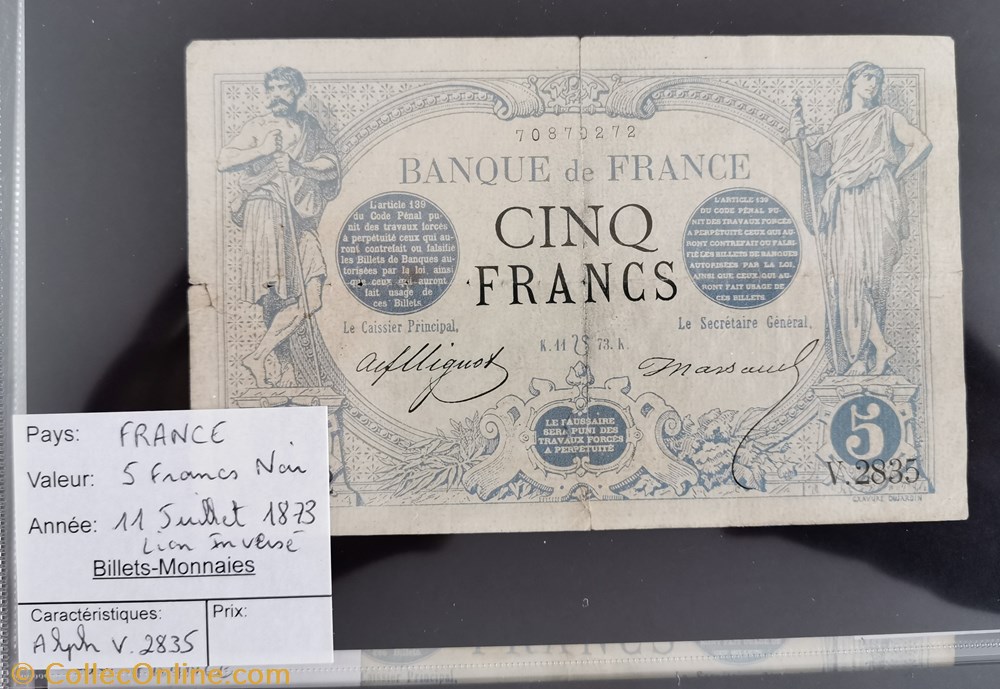 70870272
BANQUE de FRANCE
CINQ
FRANCS
L'article 139
du Code Pénal pu-
nit des travaux forcés
à perpétuité ceux qui au-
ront contrefait ou falsifié
les Billets de Banques au-
torisées par la loi, ainsi
que ceux qui auront
fait usage de
ces Billets.
L'ARTICLE 139
DU CODE PÉNAL PU-
NIT DES TRAVAUX FORCÉS
A PERPÉTUITÉ CEUX QUI AU-
RONT CONTREFAIT OU FALSI-
FIÉ LES BILLETS DE BANQUES
AUTORISÉES PAR LA LOI,
AINSI QUE CEUX QUI AU-
RONT FAIT USAGE DE
CES BILLETS.
Le Caissier Principal,
Le Secrétaire Général,
K. 11 73. K.
Mignot
Marsaud
LE FAUSSAIRE
SERA PUNI DES
TRAVAUX FORCÉS
A PERPÉTUITÉ
5
V.2835
Pays: FRANCE
Valeur: 5 Francs Noir
Année: 11 Juillet 1873
Lion Inversé
Billets-Monnaies
Caractéristiques:
Prix:
Alph V. 2835
© CollecOnline.com
Caissier Principal,